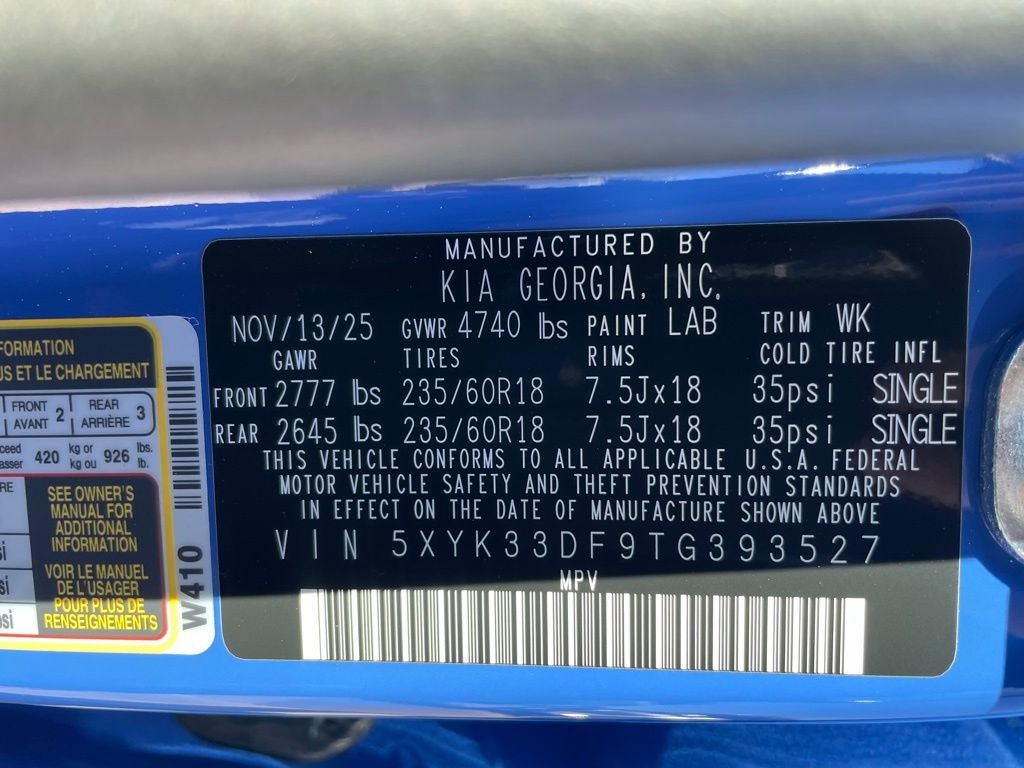 MANUFACTURED BY
KIA GEORGIA, INC.
NOV/13/25 GVWR 4740 lbs PAINT LAB TRIM WK
GAWR TIRES RIMS COLD TIRE INFL
FRONT 2777 lbs 235/60R18 7.5Jx18 35psi SINGLE
REAR 2645 lbs 235/60R18 7.5Jx18 35psi SINGLE
THIS VEHICLE CONFORMS TO ALL APPLICABLE U.S.A. FEDERAL
MOTOR VEHICLE SAFETY AND THEFT PREVENTION STANDARDS
IN EFFECT ON THE DATE OF MANUFACTURE SHOWN ABOVE
VIN 5XYK33DF9TG393527
MPV
ET LE CHARGEMENT
FRONT 2 REAR 3
AVANT ARRIÈRE
420 kg or 926 lbs.
kg ou lb.
SEE OWNER'S
MANUAL FOR
ADDITIONAL
INFORMATION
VOIR LE MANUEL
DE L'USAGER
POUR PLUS DE
RENSEIGNEMENTS
W410